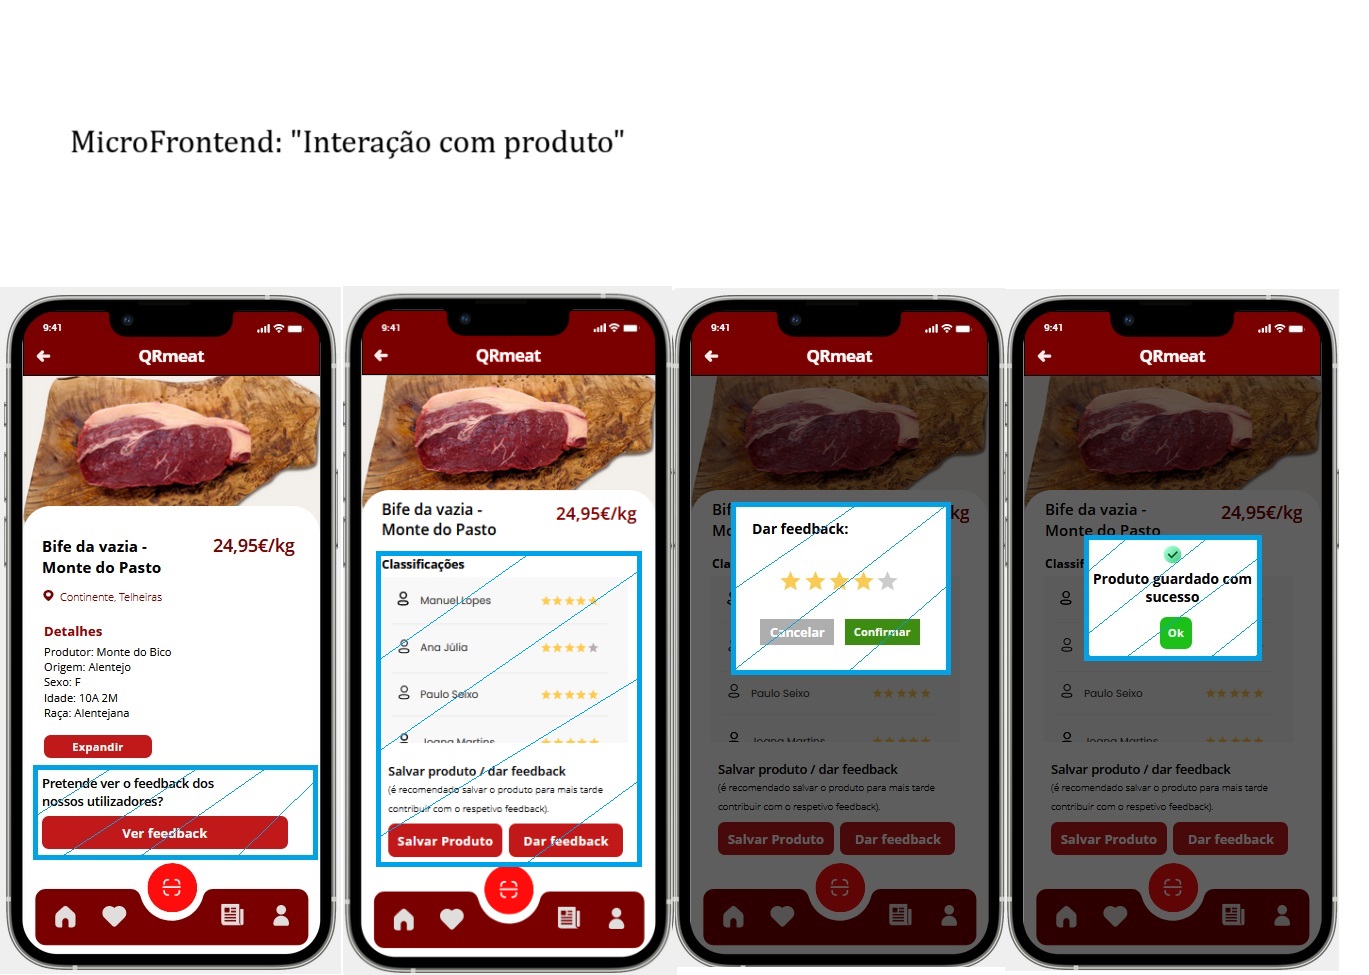 MicroFrontend: "Interação com produto"
9:41
QRmeat
Bife da vazia -
Monte do Pasto
24,95€/kg
Continente, Telheiras
Detalhes
Produtor: Monte do Bico
Origem: Alentejo
Sexo: F
Idade: 10A 2M
Raça: Alentejana
Expandir
Pretende ver o feedback dos
nossos utilizadores?
Ver feedback
9:41
QRmeat
Bife da vazia -
Monte do Pasto
24,95€/kg
Classificações
Manuel Lopes
Ana Júlia
Paulo Seixo
Joana Martins
Salvar produto / dar feedback
(é recomendado salvar o produto para mais tarde
contribuir com o respetivo feedback).
Salvar Produto
Dar feedback
9:41
QRmeat
Bif
kg
Cla
Dar feedback:
Cancelar
Confirmar
Paulo Seixo
Joana Martins
Salvar produto / dar feedback
(é recomendado salvar o produto para mais tarde
contribuir com o respetivo feedback).
Salvar Produto
Dar feedback
9:41
QRmeat
Bife da vazia -
Monte do Pasto
24,95€/kg
Classif
Produto guardado com
sucesso
Ok
Paulo Seixo
Joana Martins
Salvar produto / dar feedback
(é recomendado salvar o produto para mais tarde
contribuir com o respetivo feedback).
Salvar Produto
Dar feedback